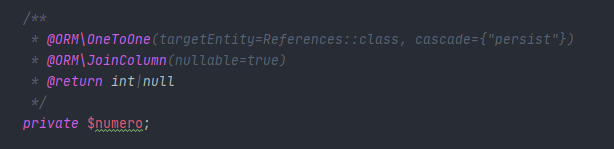 /**
 * @ORM\OneToOne(targetEntity=References::class, cascade={"persist"})
 * @ORM\JoinColumn(nullable=true)
 * @return int|null
 */
private $numero;